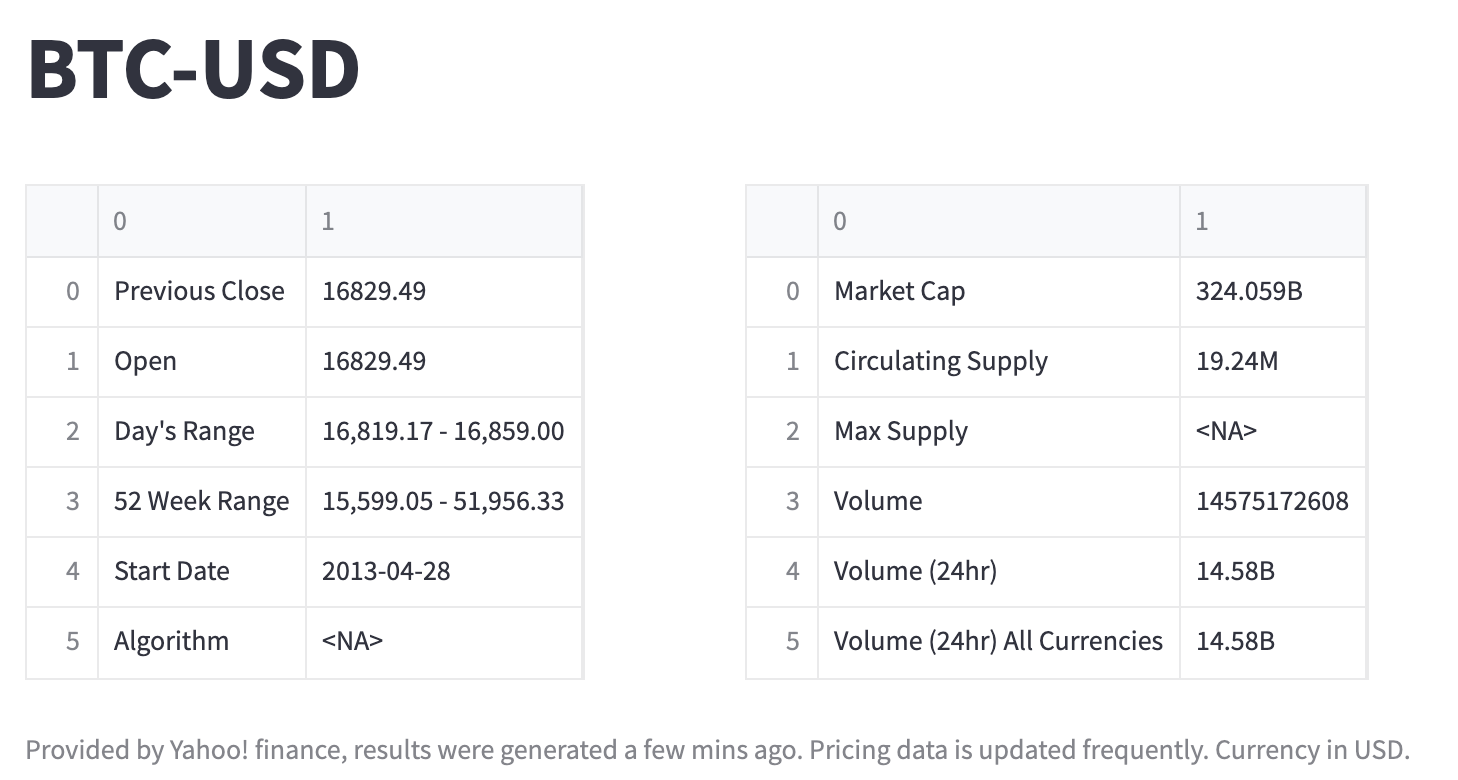 BTC-USD
0 1
0 Previous Close 16829.49
1 Open 16829.49
2 Day's Range 16,819.17 - 16,859.00
3 52 Week Range 15,599.05 - 51,956.33
4 Start Date 2013-04-28
5 Algorithm <NA>
0 1
0 Market Cap 324.059B
1 Circulating Supply 19.24M
2 Max Supply <NA>
3 Volume 14575172608
4 Volume (24hr) 14.58B
5 Volume (24hr) All Currencies 14.58B
Provided by Yahoo! finance, results were generated a few mins ago. Pricing data is updated frequently. Currency in USD.